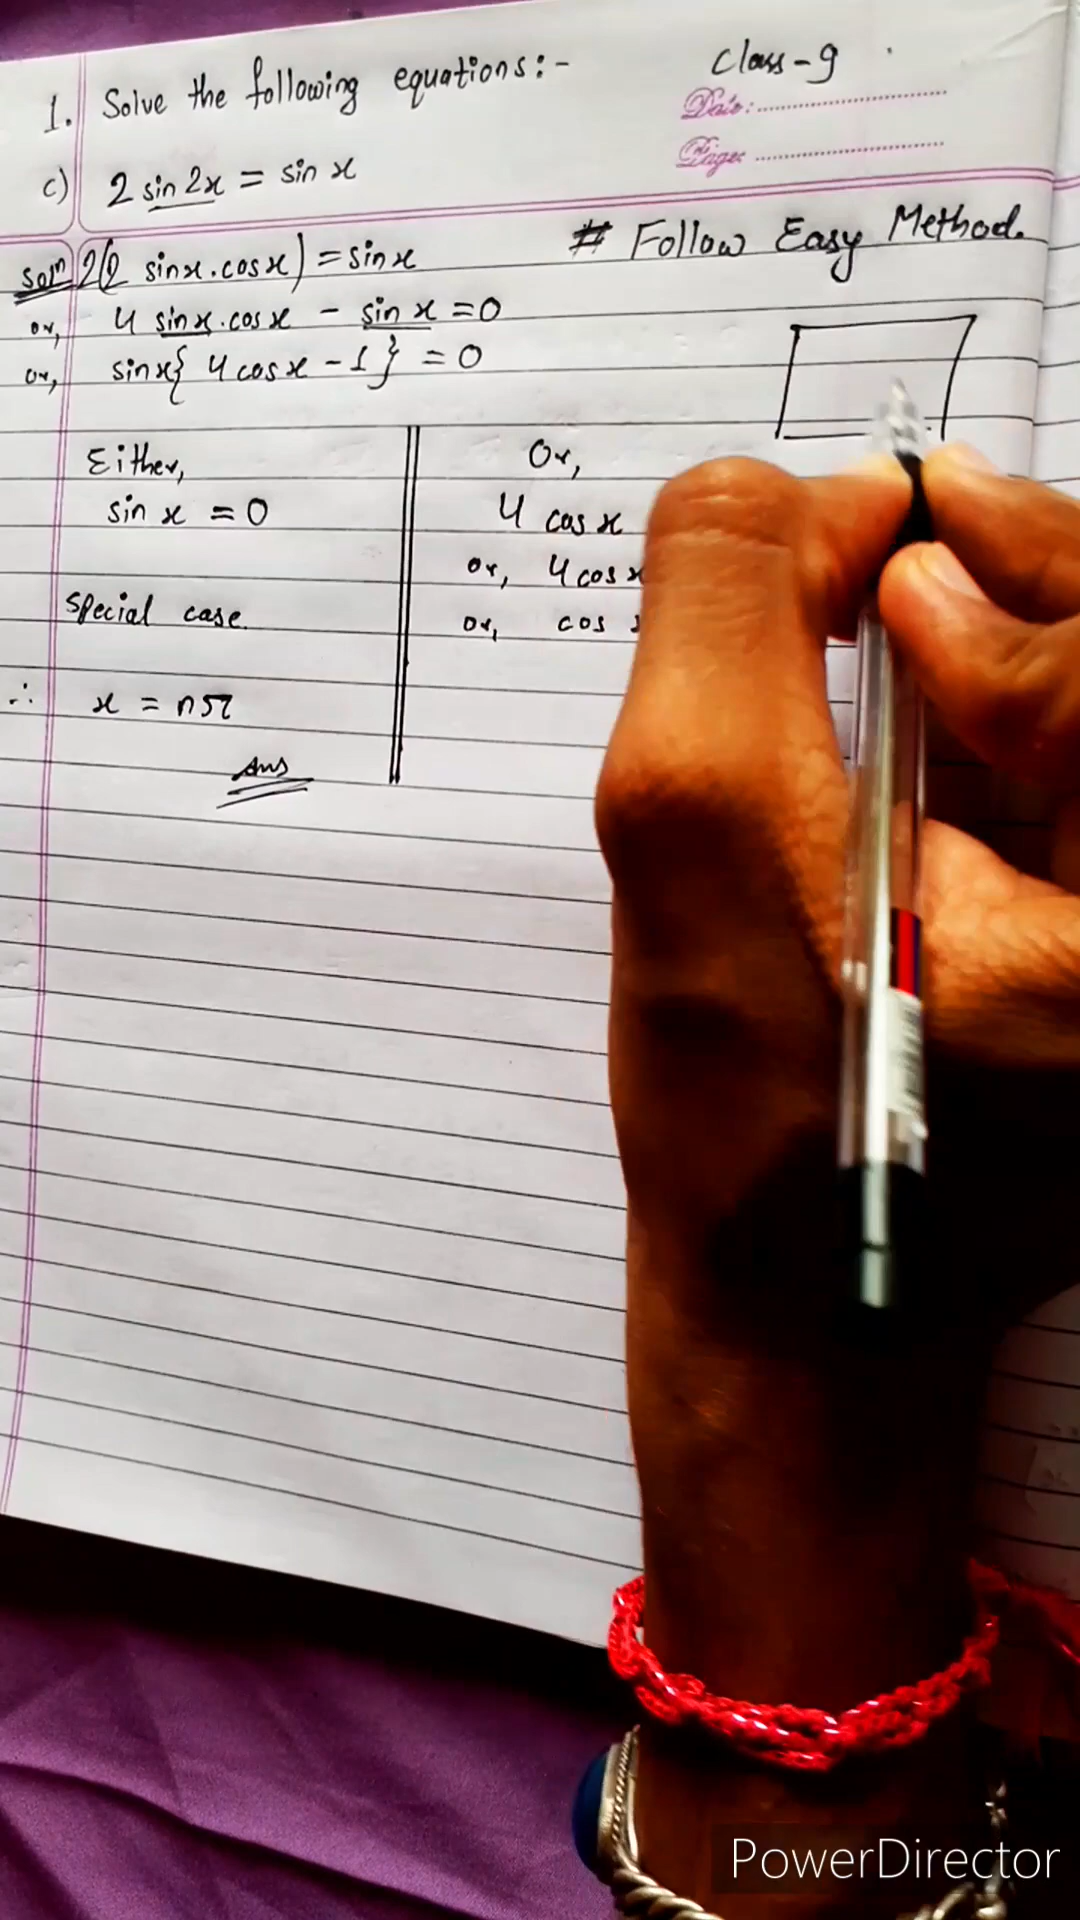 Class-9
1. Solve the following equations:-
Date:
Page:
c) 2 sin 2x = sin x
# Follow Easy Method.
Soln 2(2 sinx.cosx) = sinx
or, 4 sinx.cosx - sin x = 0
or, sinx{ 4 cosx - 1 } = 0
Either,
sin x = 0
special case.
∴ x = nπ
Ans
Or,
4 cos x
or, 4 cos x
or, cos
PowerDirector